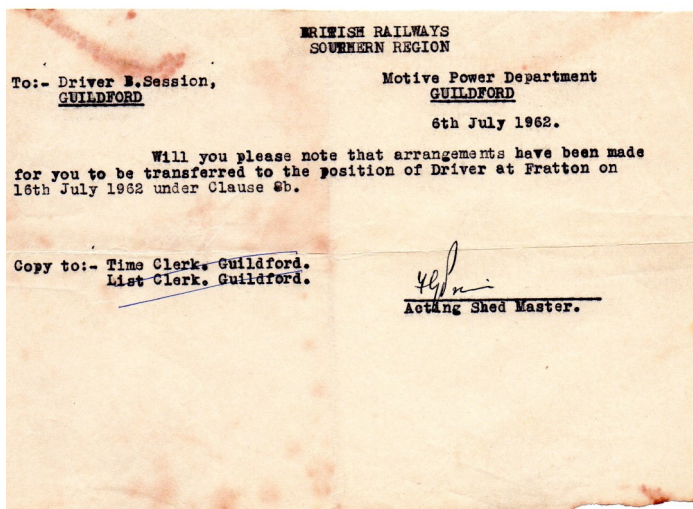 BRITISH RAILWAYS
SOUTHERN REGION
To:- Driver B.Session,
GUILDFORD
Motive Power Department
GUILDFORD
6th July 1962.
Will you please note that arrangements have been made
for you to be transferred to the position of Driver at Fratton on
16th July 1962 under Clause 8b.
Copy to:- Time Clerk. Guildford.
List Clerk. Guildford.
Acting Shed Master.